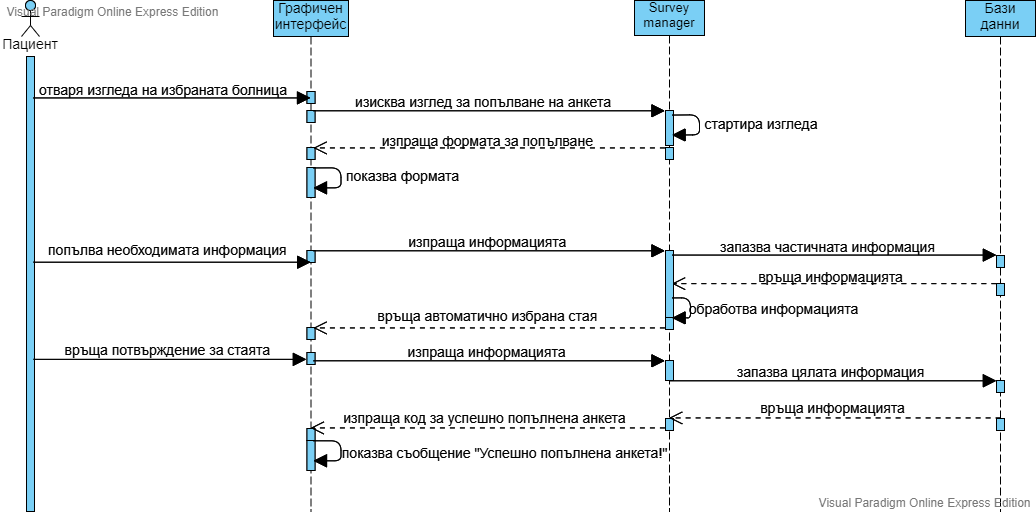 Visual Paradigm Online Express Edition
Пациент
Графичен
интерфейс
Survey
manager
Бази
данни
отваря изгледа на избраната болница
изисква изглед за попълване на анкета
стартира изгледа
изпраща формата за попълване
показва формата
попълва необходимата информация
изпраща информацията
запазва частичната информация
връща информацията
обработва информацията
връща автоматично избрана стая
връща потвърждение за стаята
изпраща информацията
запазва цялата информация
връща информацията
изпраща код за успешно попълнена анкета
показва съобщение "Успешно попълнена анкета!"
Visual Paradigm Online Express Edition